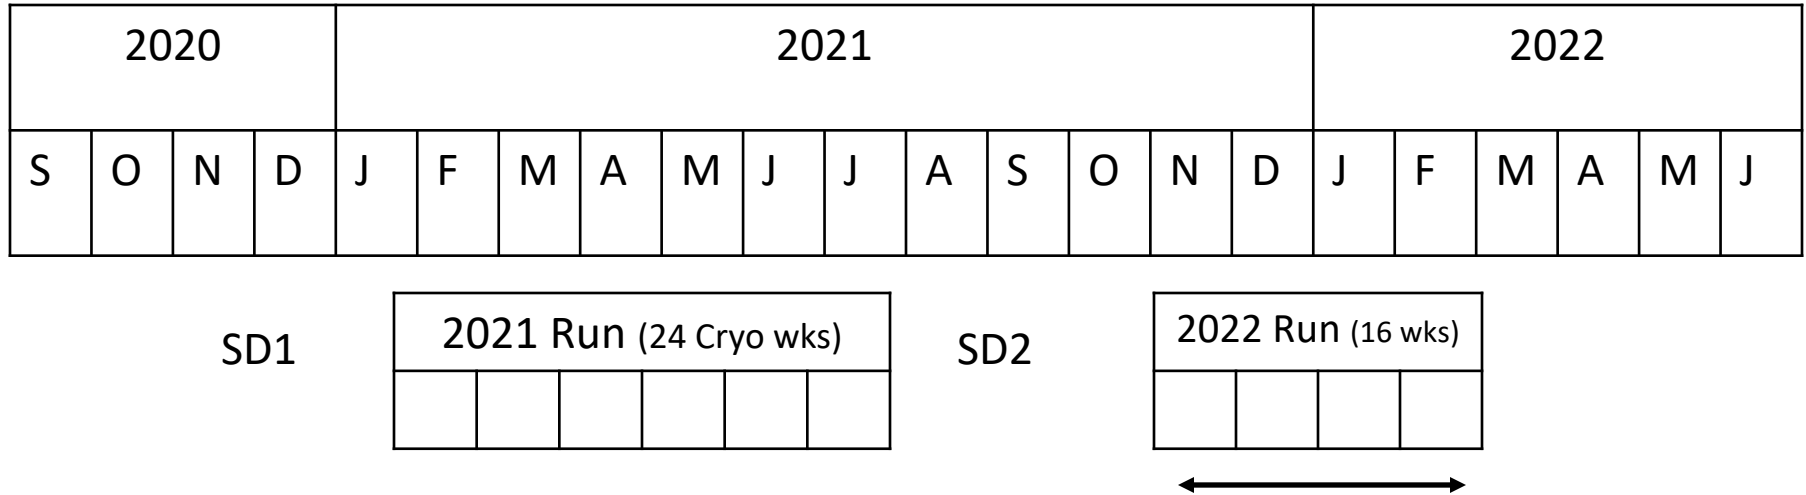 2020 2021 2022
S O N D J F M A M J J A S O N D J F M A M J
SD1 2021 Run (24 Cryo wks) SD2 2022 Run (16 wks)